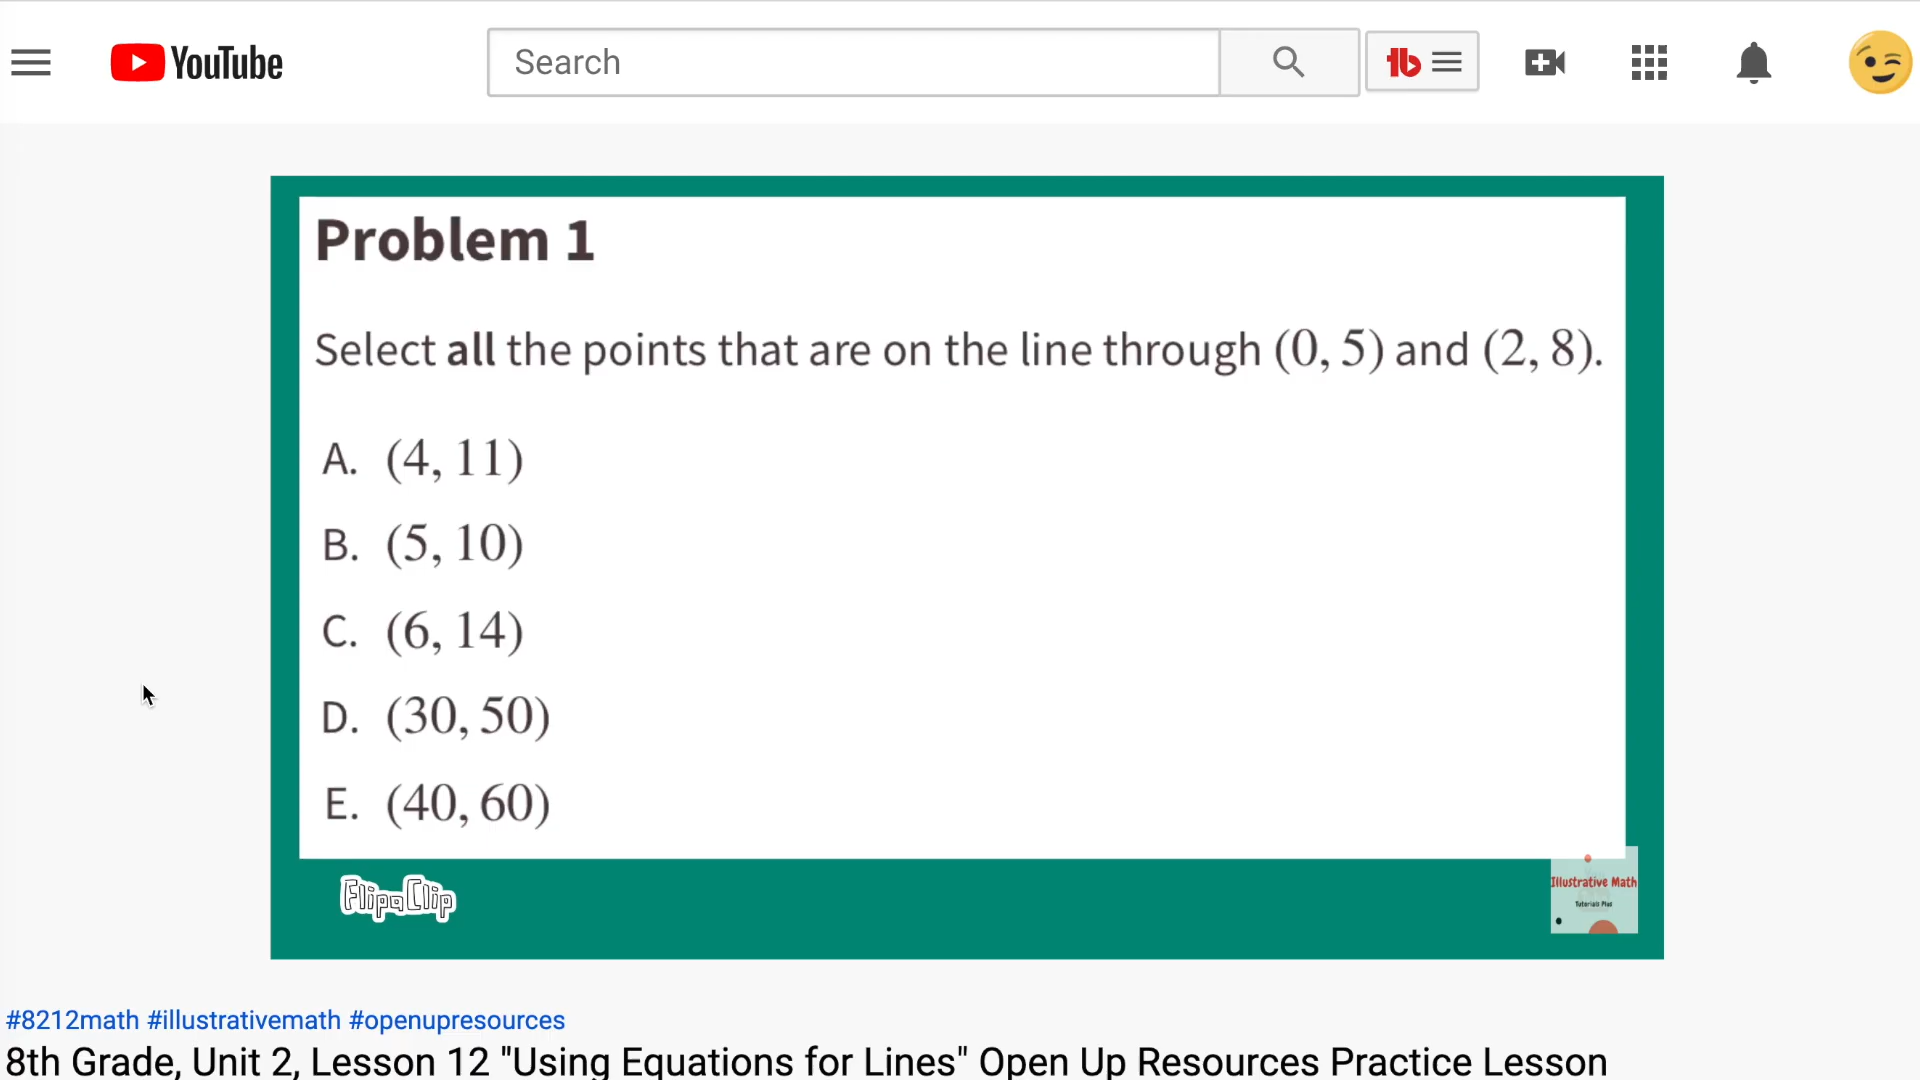 YouTube
Search
Problem 1
Select all the points that are on the line through (0, 5) and (2, 8).
A. (4, 11)
B. (5, 10)
C. (6, 14)
D. (30, 50)
E. (40, 60)
FlipaClip
Illustrative Math
Tutorials Plus
#8212math #illustrativemath #openupresources
8th Grade, Unit 2, Lesson 12 "Using Equations for Lines" Open Up Resources Practice Lesson